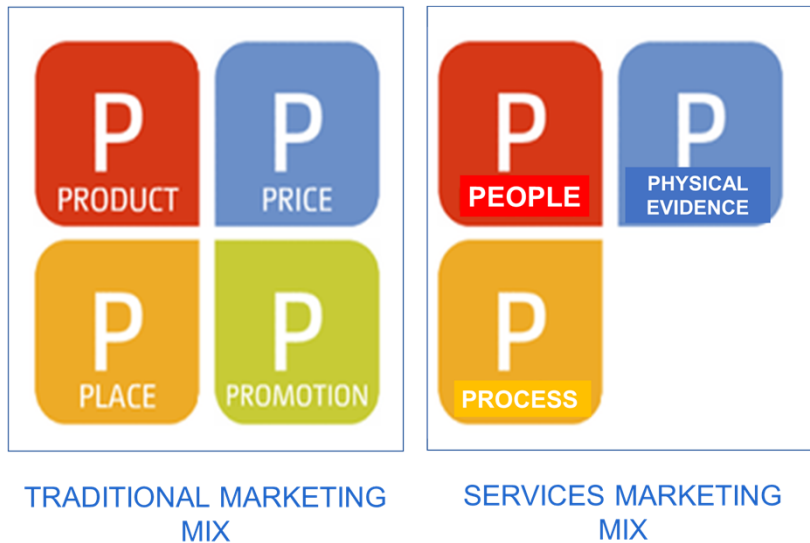 P
PRODUCT
P
PRICE
P
PLACE
P
PROMOTION
TRADITIONAL MARKETING
MIX
P
PEOPLE
P
PHYSICAL
EVIDENCE
P
PROCESS
SERVICES MARKETING
MIX